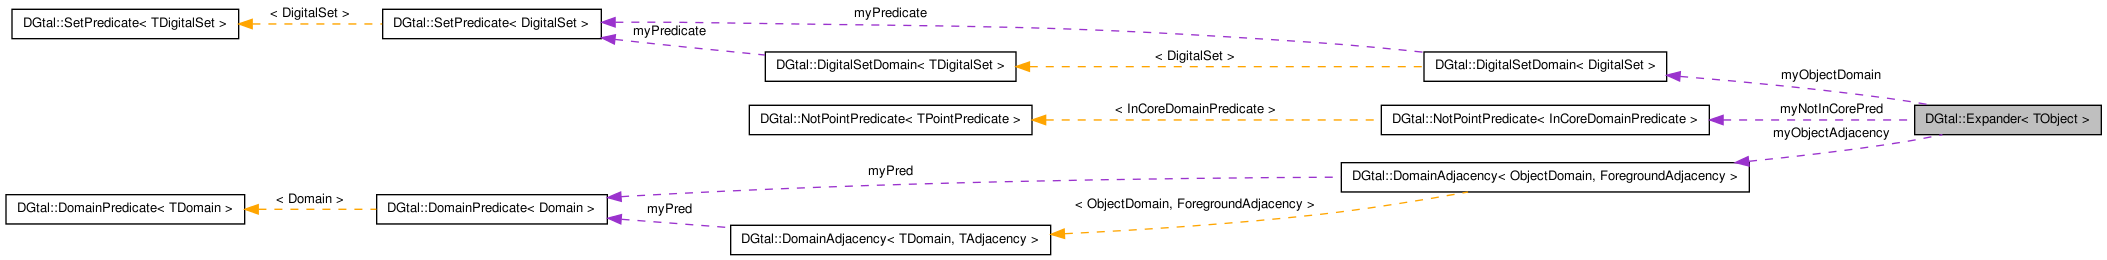 DGtal::SetPredicate< TDigitalSet >
< DigitalSet >
DGtal::SetPredicate< DigitalSet >
myPredicate
myPredicate
DGtal::DigitalSetDomain< TDigitalSet >
< DigitalSet >
DGtal::DigitalSetDomain< DigitalSet >
myObjectDomain
DGtal::NotPointPredicate< TPointPredicate >
< InCoreDomainPredicate >
DGtal::NotPointPredicate< InCoreDomainPredicate >
myNotInCorePred
DGtal::Expander< TObject >
myObjectAdjacency
DGtal::DomainAdjacency< ObjectDomain, ForegroundAdjacency >
myPred
DGtal::DomainPredicate< TDomain >
< Domain >
DGtal::DomainPredicate< Domain >
myPred
< ObjectDomain, ForegroundAdjacency >
DGtal::DomainAdjacency< TDomain, TAdjacency >